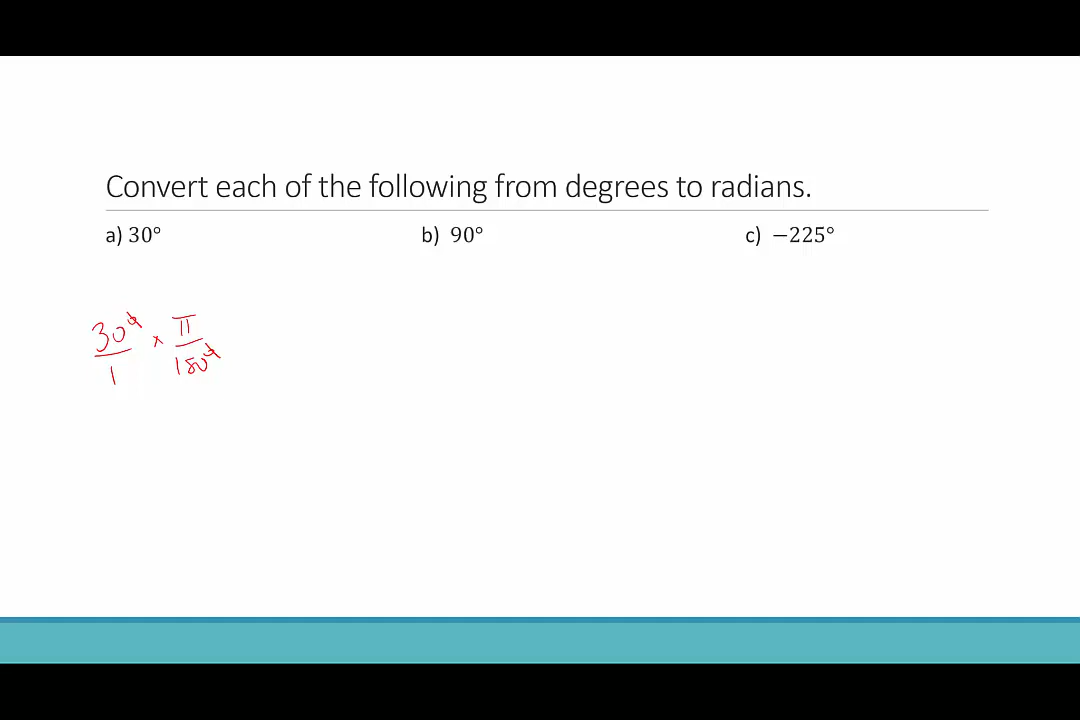 Convert each of the following from degrees to radians.
a) 30° b) 90° c) −225°
30° × π
1 180°